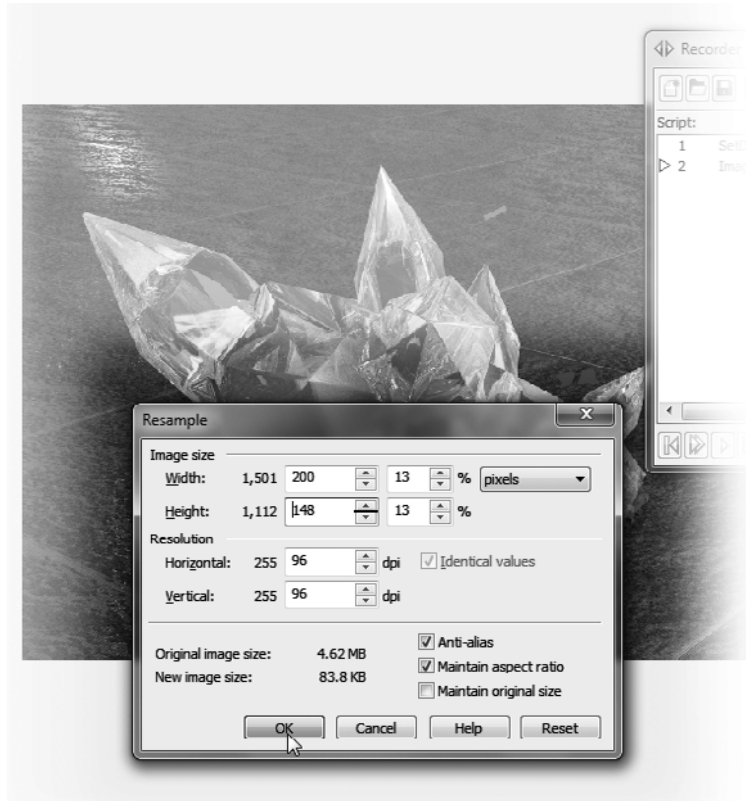 Recorder
Script:
1
2
Resample
X
Image size
Width: 1,501 200 13 % pixels
Height: 1,112 148 13 %
Resolution
Horizontal: 255 96 dpi Identical values
Vertical: 255 96 dpi
Original image size: 4.62 MB
New image size: 83.8 KB
Anti-alias
Maintain aspect ratio
Maintain original size
OK Cancel Help Reset